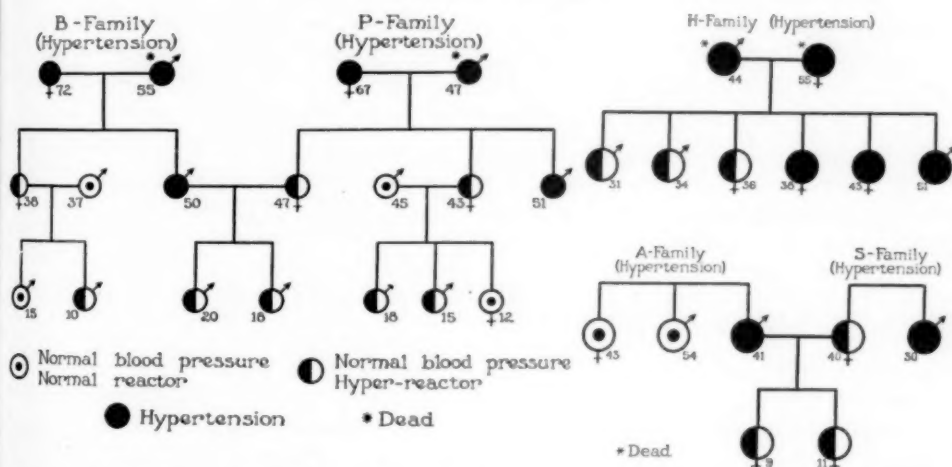 B-Family
(Hypertension)
P-Family
(Hypertension)
H-Family (Hypertension)
* *
* *
♀72 55♂ ♀67 47♂
44♂ 55♀
♀38 37♂ 50♂ 47♀ 45♂ 43♀ 51♂
31♂ 34♂ 36♀ 38♀ 43♀ 51♂
15♂ 10♂ 20♂ 18♂ 18♂ 15♂ ♀12
A-Family
(Hypertension)
S-Family
(Hypertension)
♀43 54♂ 41♂ 40♀ 30♂
♀9 11♀
Normal blood pressure
Normal reactor
Normal blood pressure
Hyper-reactor
Hypertension
* Dead
* Dead